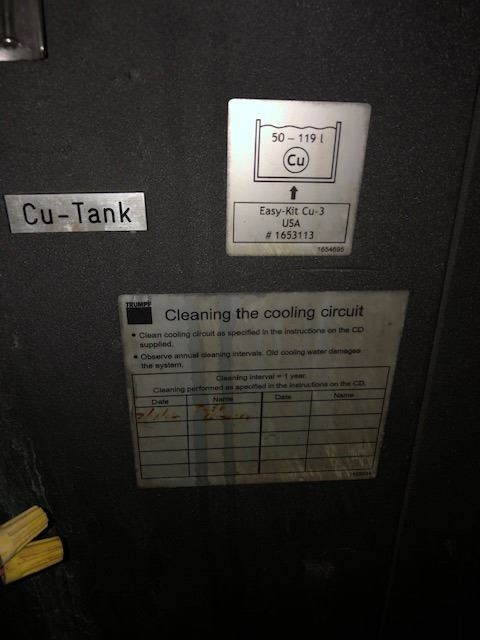 50 – 119 l
Cu
Easy-Kit Cu-3
USA
# 1653113
1654695
Cu-Tank
TRUMPF
Cleaning the cooling circuit
• Clean cooling circuit as specified in the instructions on the CD
supplied.
• Observe annual cleaning intervals. Old cooling water damages
the system.
Cleaning interval = 1 year.
Cleaning performed as specified in the instructions on the CD.
Date Name Date Name